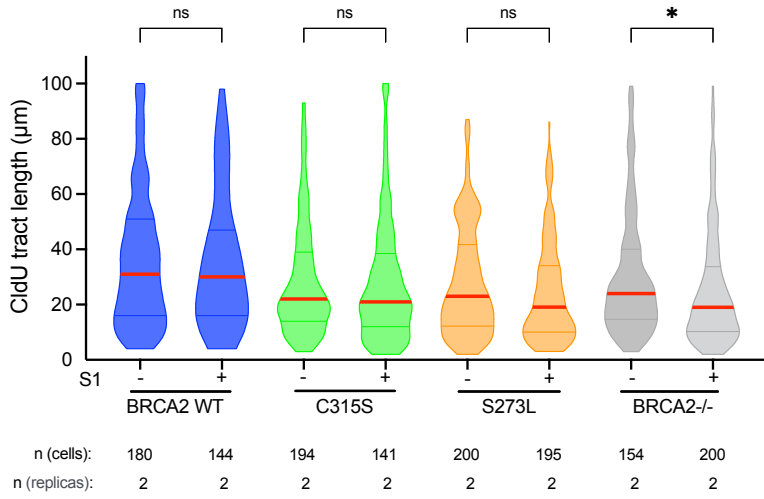 ns ns ns *
CldU tract length (μm)
100
80
60
40
20
0
S1 - + - + - + - +
BRCA2 WT C315S S273L BRCA2-/-
n (cells): 180 144 194 141 200 195 154 200
n (replicas): 2 2 2 2 2 2 2 2